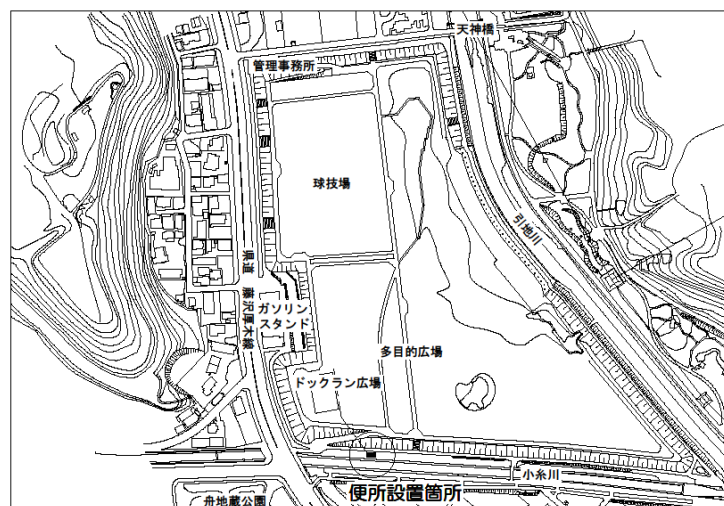 天神橋
管理事務所
球技場
引地川
県道 藤沢厚木線
ガソリン
スタンド
多目的広場
ドックラン広場
小糸川
便所設置箇所
舟地蔵公園